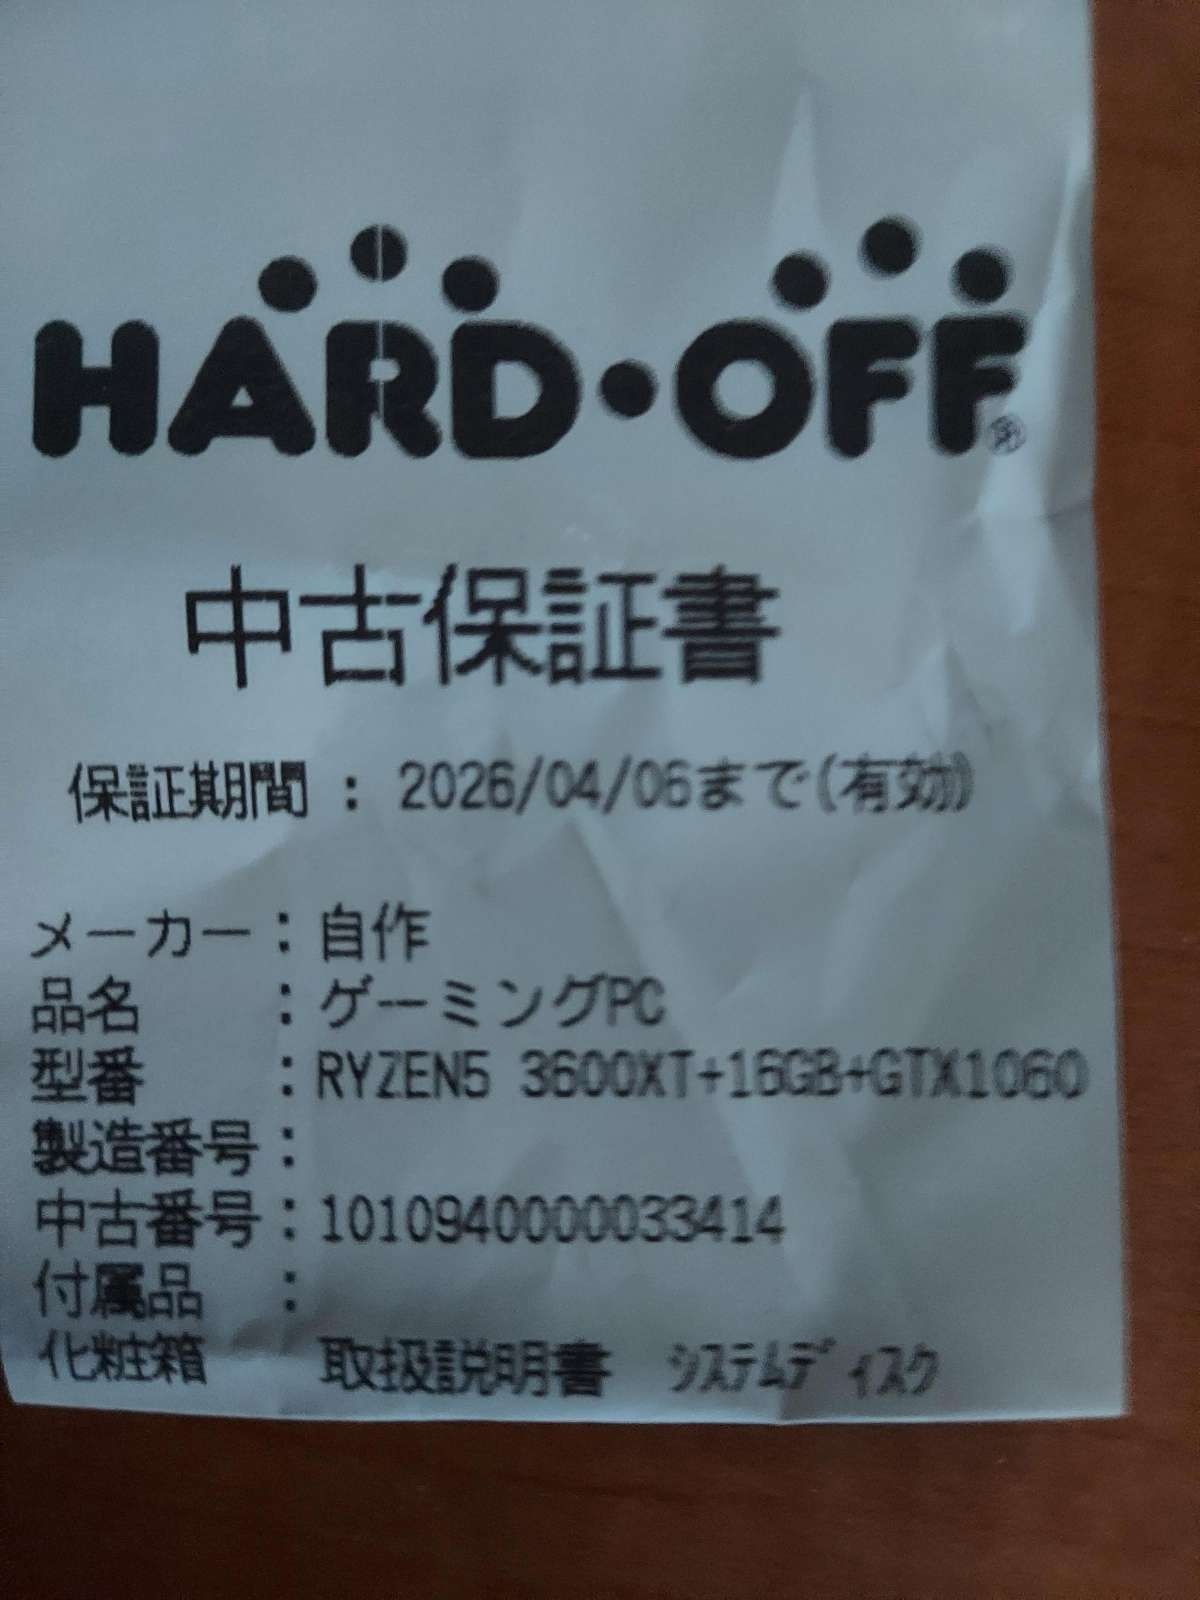 HARD・OFF®
中古保証書
保証期間 : 2026/04/06まで(有効)
メーカー : 自作
品名 : ゲーミングPC
型番 : RYZEN5 3600XT+16GB+GTX1060
製造番号 :
中古番号 : 1010940000033414
付属品 :
化粧箱 取扱説明書 ｼｽﾃﾑﾃﾞｨｽｸ